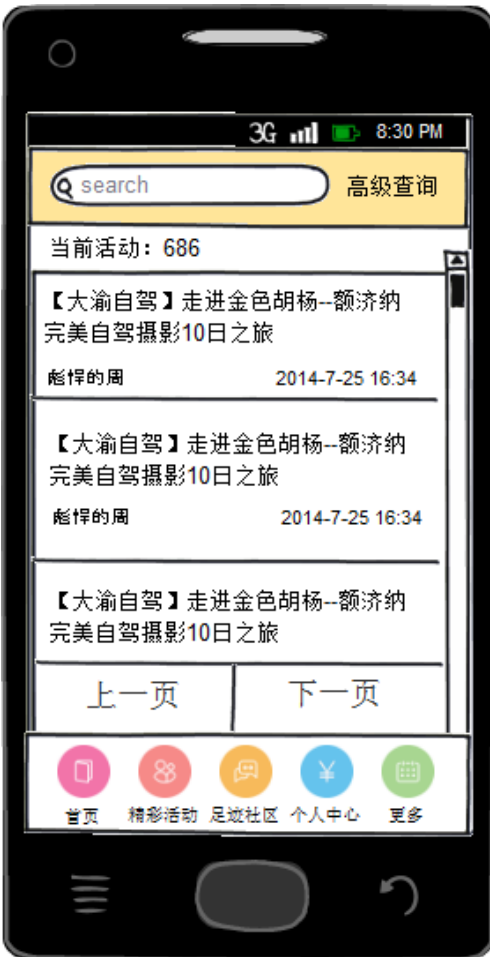 3G 8:30 PM
search 高级查询
当前活动：686
【大渝自驾】走进金色胡杨--额济纳
完美自驾摄影10日之旅
彪悍的周 2014-7-25 16:34
【大渝自驾】走进金色胡杨--额济纳
完美自驾摄影10日之旅
彪悍的周 2014-7-25 16:34
【大渝自驾】走进金色胡杨--额济纳
完美自驾摄影10日之旅
上一页 下一页
首页 精彩活动 足迹社区 个人中心 更多